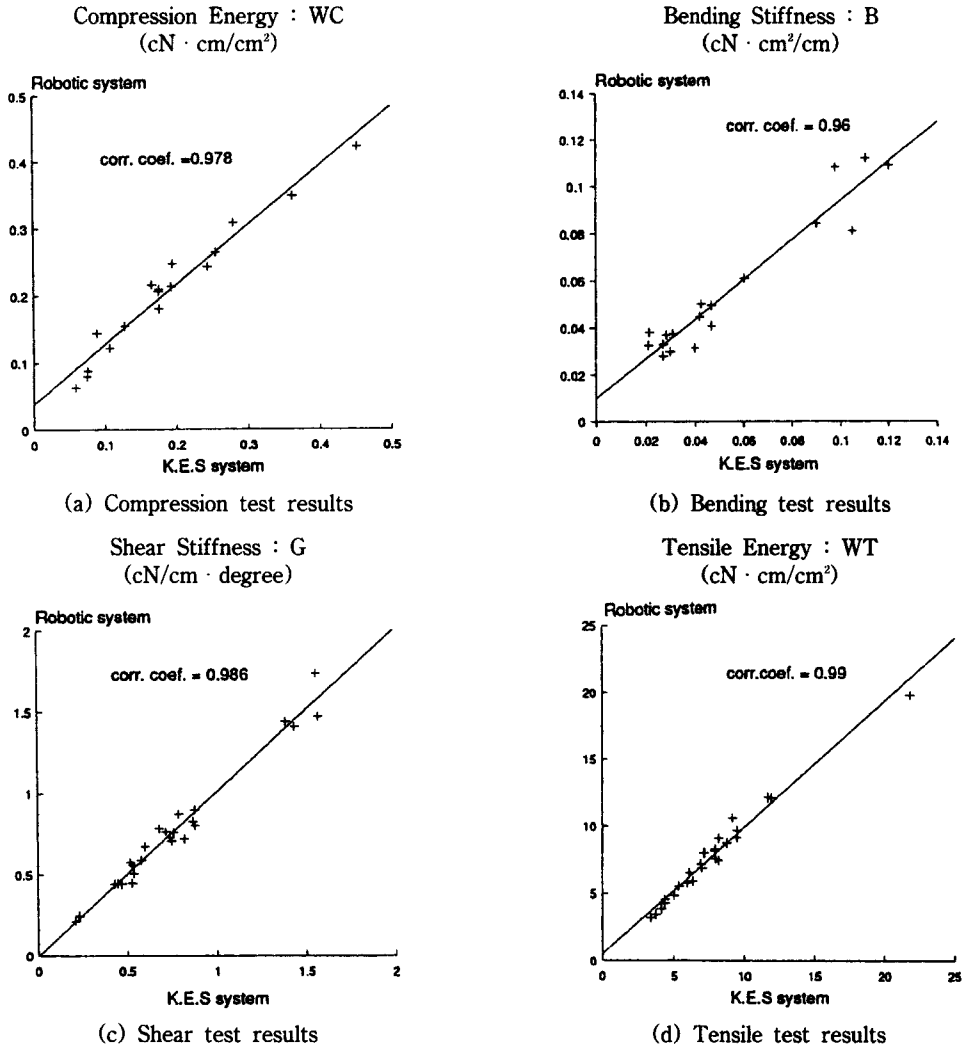 Compression Energy : WC
(cN · cm/cm²)
Robotic system
0.5
0.4
0.3
0.2
0.1
0
corr. coef. =0.978
0 0.1 0.2 0.3 0.4 0.5
K.E.S system
(a) Compression test results
Bending Stiffness : B
(cN · cm²/cm)
Robotic system
0.14
0.12
0.1
0.08
0.06
0.04
0.02
0
corr. coef. = 0.96
0 0.02 0.04 0.06 0.08 0.1 0.12 0.14
K.E.S system
(b) Bending test results
Shear Stiffness : G
(cN/cm · degree)
Robotic system
2
1.5
1
0.5
0
corr. coef. = 0.986
0 0.5 1 1.5 2
K.E.S system
(c) Shear test results
Tensile Energy : WT
(cN · cm/cm²)
Robotic system
25
20
15
10
5
0
corr.coef. = 0.99
0 5 10 15 20 25
K.E.S system
(d) Tensile test results